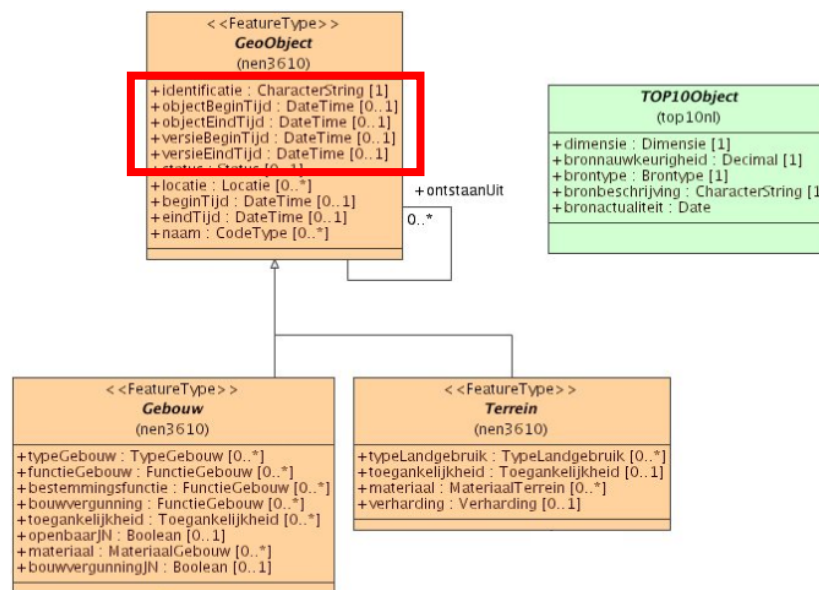 <<FeatureType>>
GeoObject
(nen3610)
+identificatie : CharacterString [1]
+objectBeginTijd : DateTime [0..1]
+objectEindTijd : DateTime [0..1]
+versieBeginTijd : DateTime [0..1]
+versieEindTijd : DateTime [0..1]
+status : Status [0..1]
+locatie : Locatie [0..*]
+beginTijd : DateTime [0..1]
+eindTijd : DateTime [0..1]
+naam : CodeType [0..*]
+ontstaanUit
0..*
TOP10Object
(top10nl)
+dimensie : Dimensie [1]
+bronnauwkeurigheid : Decimal [1]
+brontype : Brontype [1]
+bronbeschrijving : CharacterString [1
+bronactualiteit : Date
<<FeatureType>>
Gebouw
(nen3610)
+typeGebouw : TypeGebouw [0..*]
+functieGebouw : FunctieGebouw [0..*]
+bestemmingsfunctie : FunctieGebouw [0..*]
+bouwvergunning : FunctieGebouw [0..*]
+toegankelijkheid : Toegankelijkheid [0..*]
+openbaarJN : Boolean [0..1]
+materiaal : MateriaalGebouw [0..*]
+bouwvergunningJN : Boolean [0..1]
<<FeatureType>>
Terrein
(nen3610)
+typeLandgebruik : TypeLandgebruik [0..*]
+toegankelijkheid : Toegankelijkheid [0..1]
+materiaal : MateriaalTerrein [0..*]
+verharding : Verharding [0..1]